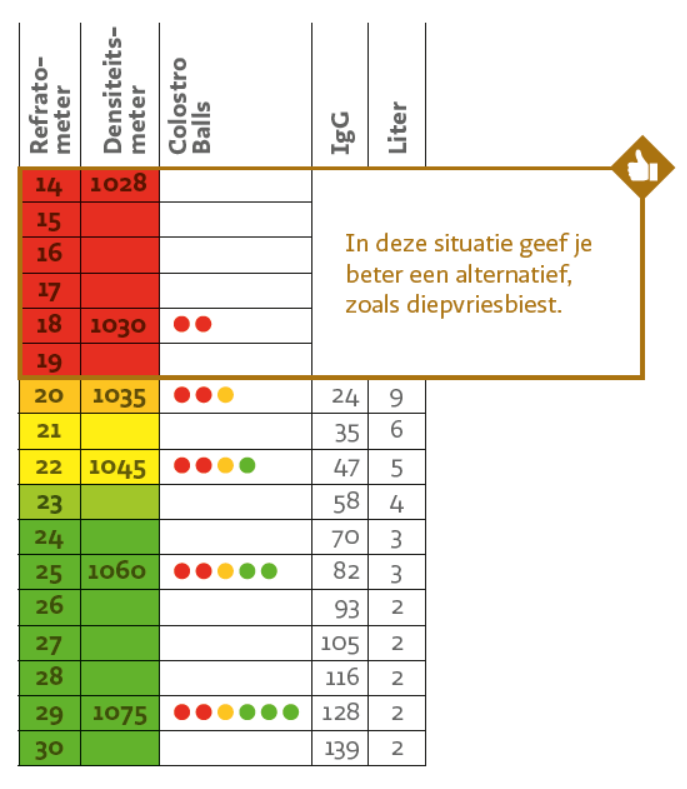 Refrato-
meter
Densiteits-
meter
Colostro
Balls
IgG
Liter
14 1028
15
16
17
18 1030
19
In deze situatie geef je
beter een alternatief,
zoals diepvriesbiest.
20 1035 24 9
21 35 6
22 1045 47 5
23 58 4
24 70 3
25 1060 82 3
26 93 2
27 105 2
28 116 2
29 1075 128 2
30 139 2